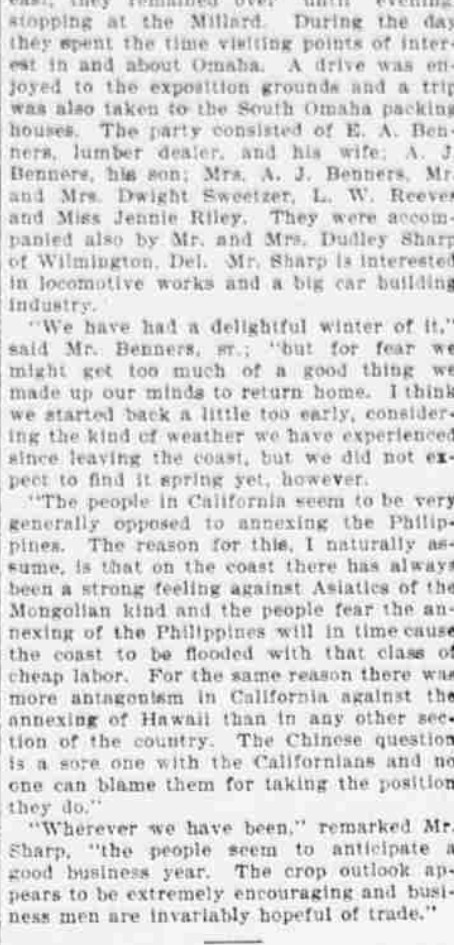 east, they remained over until evening
stopping at the Millard. During the day
they spent the time visiting points of inter-
est in and about Omaha. A drive was en-
joyed to the exposition grounds and a trip
was also taken to the South Omaha packing
houses. The party consisted of E. A. Ben-
ners, lumber dealer, and his wife; A. J.
Benners, his son; Mrs. A. J. Benners, Mr.
and Mrs. Dwight Sweetzer, L. W. Reeves
and Miss Jennie Riley. They were accom-
panied also by Mr. and Mrs. Dudley Sharp
of Wilmington, Del. Mr. Sharp is interested
in locomotive works and a big car building
industry.
"We have had a delightful winter of it,"
said Mr. Benners, sr.; "but for fear we
might get too much of a good thing we
made up our minds to return home. I think
we started back a little too early, consider-
ing the kind of weather we have experienced
since leaving the coast, but we did not ex-
pect to find it spring yet, however.
"The people in California seem to be very
generally opposed to annexing the Philip-
pines. The reason for this, I naturally as-
sume, is that on the coast there has always
been a strong feeling against Asiatics of the
Mongolian kind and the people fear the an-
nexing of the Philippines will in time cause
the coast to be flooded with that class of
cheap labor. For the same reason there was
more antagonism in California against the
annexing of Hawaii than in any other sec-
tion of the country. The Chinese question
is a sore one with the Californians and no
one can blame them for taking the position
they do."
"Wherever we have been," remarked Mr.
Sharp, "the people seem to anticipate a
good business year. The crop outlook ap-
pears to be extremely encouraging and busi-
ness men are invariably hopeful of trade."